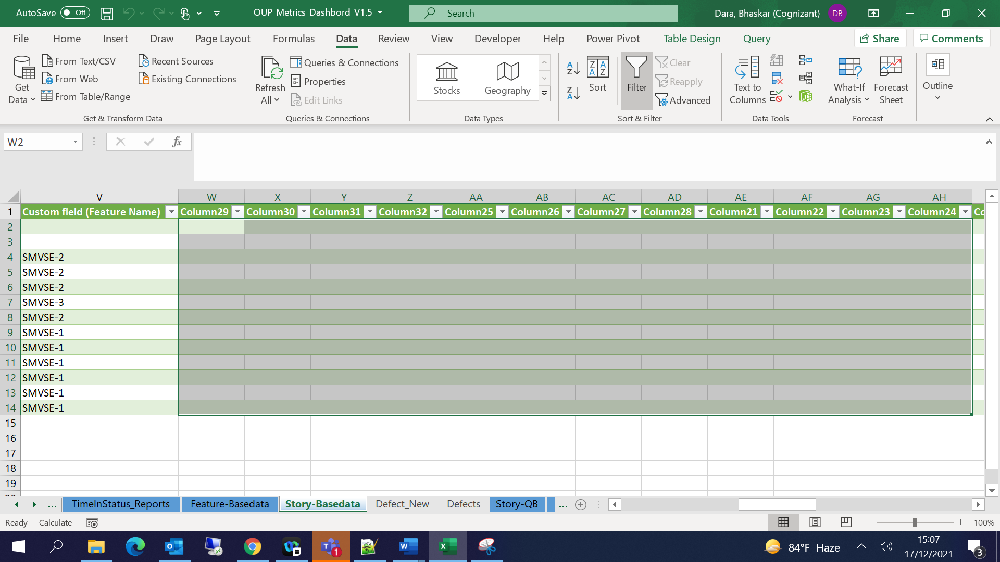 AutoSave Off OUP_Metrics_Dashbord_V1.5 Search Dara, Bhaskar (Cognizant) DB
File Home Insert Draw Page Layout Formulas Data Review View Developer Help Power Pivot Table Design Query Share Comments
Get Data From Text/CSV From Web From Table/Range Recent Sources Existing Connections
Get & Transform Data
Refresh All Queries & Connections Properties Edit Links
Queries & Connections
Stocks Geography
Data Types
Sort Filter Clear Reapply Advanced
Sort & Filter
Text to Columns
Data Tools
What-If Analysis Forecast Sheet
Forecast
Outline
W2 fx
V W X Y Z AA AB AC AD AE AF AG AH
1 Custom field (Feature Name) Column29 Column30 Column31 Column32 Column25 Column26 Column27 Column28 Column21 Column22 Column23 Column24
2
3
4 SMVSE-2
5 SMVSE-2
6 SMVSE-2
7 SMVSE-3
8 SMVSE-2
9 SMVSE-1
10 SMVSE-1
11 SMVSE-1
12 SMVSE-1
13 SMVSE-1
14 SMVSE-1
15
16
17
18
19
... TimeInStatus_Reports Feature-Basedata Story-Basedata Defect_New Defects Story-QB ...
Ready Calculate 100%
84°F Haze 15:07
17/12/2021 3